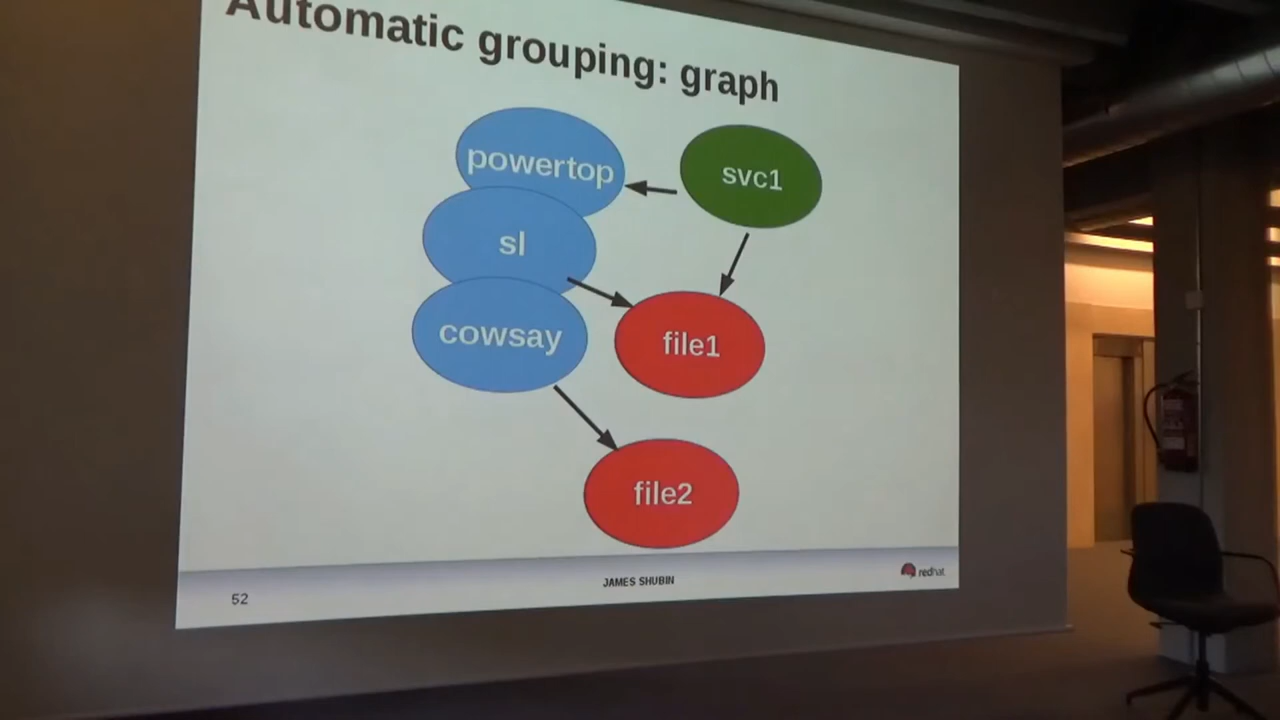 Automatic grouping: graph
powertop
svc1
sl
cowsay
file1
file2
52
JAMES SHUBIN
redhat